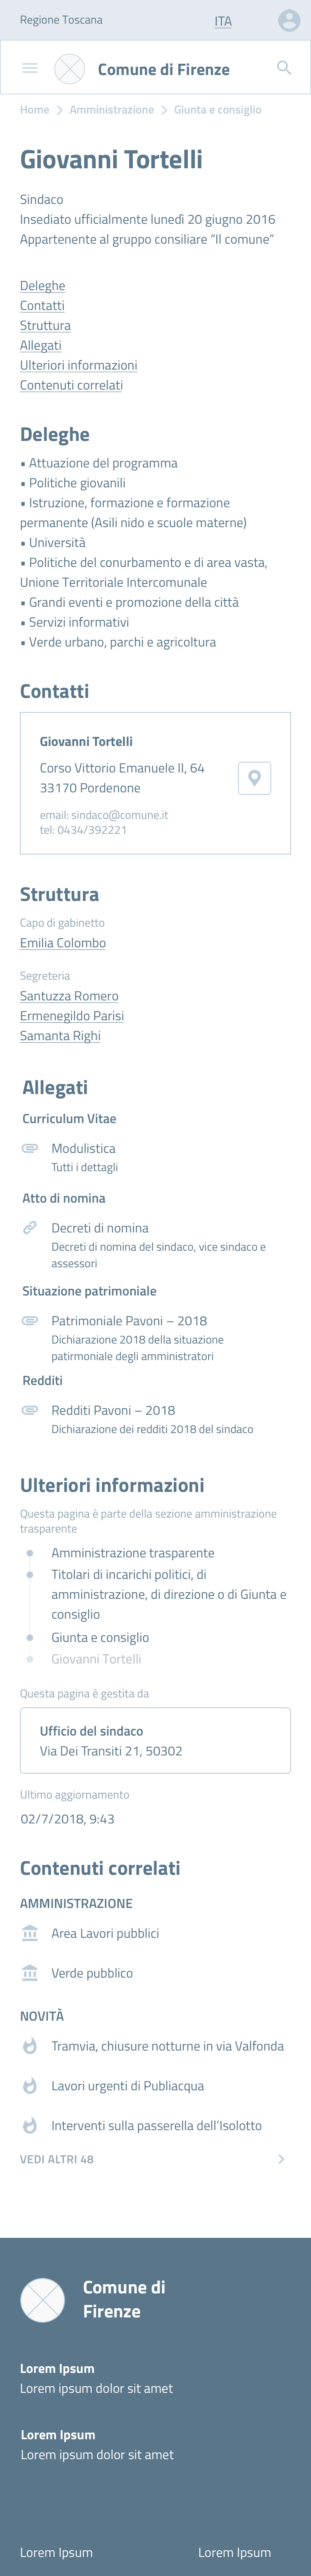 Regione Toscana
ITA
Comune di Firenze
Home > Amministrazione > Giunta e consiglio
Giovanni Tortelli
Sindaco
Insediato ufficialmente lunedì 20 giugno 2016
Appartenente al gruppo consiliare “Il comune”
Deleghe
Contatti
Struttura
Allegati
Ulteriori informazioni
Contenuti correlati
Deleghe
▪ Attuazione del programma
▪ Politiche giovanili
▪ Istruzione, formazione e formazione
permanente (Asili nido e scuole materne)
▪ Università
▪ Politiche del conurbamento e di area vasta,
Unione Territoriale Intercomunale
▪ Grandi eventi e promozione della città
▪ Servizi informativi
▪ Verde urbano, parchi e agricoltura
Contatti
Giovanni Tortelli
Corso Vittorio Emanuele II, 64
33170 Pordenone
email: sindaco@comune.it
tel: 0434/392221
Struttura
Capo di gabinetto
Emilia Colombo
Segreteria
Santuzza Romero
Ermenegildo Parisi
Samanta Righi
Allegati
Curriculum Vitae
Modulistica
Tutti i dettagli
Atto di nomina
Decreti di nomina
Decreti di nomina del sindaco, vice sindaco e
assessori
Situazione patrimoniale
Patrimoniale Pavoni – 2018
Dichiarazione 2018 della situazione
patirmoniale degli amministratori
Redditi
Redditi Pavoni – 2018
Dichiarazione dei redditi 2018 del sindaco
Ulteriori informazioni
Questa pagina è parte della sezione amministrazione
trasparente
Amministrazione trasparente
Titolari di incarichi politici, di
amministrazione, di direzione o di Giunta e
consiglio
Giunta e consiglio
Giovanni Tortelli
Questa pagina è gestita da
Ufficio del sindaco
Via Dei Transiti 21, 50302
Ultimo aggiornamento
02/7/2018, 9:43
Contenuti correlati
AMMINISTRAZIONE
Area Lavori pubblici
Verde pubblico
NOVITÀ
Tramvia, chiusure notturne in via Valfonda
Lavori urgenti di Publiacqua
Interventi sulla passerella dell’Isolotto
VEDI ALTRI 48
Comune di
Firenze
Lorem Ipsum
Lorem ipsum dolor sit amet
Lorem Ipsum
Lorem ipsum dolor sit amet
Lorem Ipsum
Lorem Ipsum